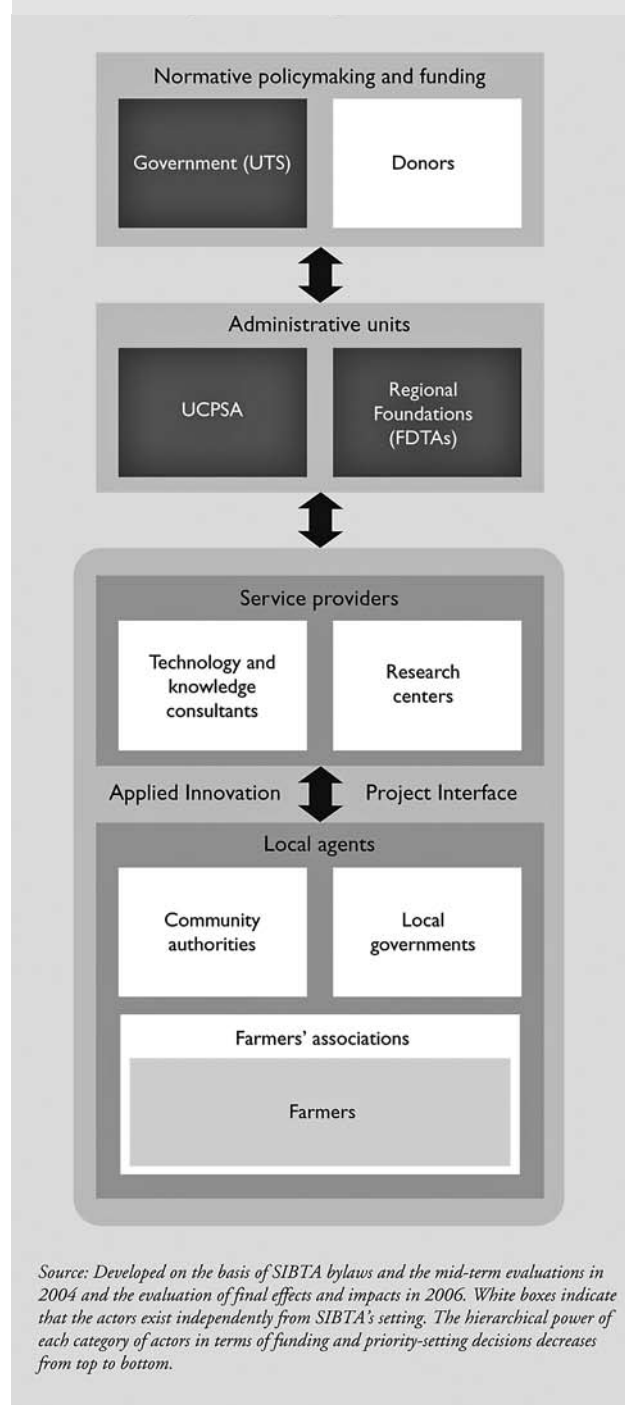 Normative policymaking and funding
Government (UTS)
Donors
Administrative units
UCPSA
Regional
Foundations
(FDTAs)
Service providers
Technology and
knowledge
consultants
Research
centers
Applied Innovation
Project Interface
Local agents
Community
authorities
Local
governments
Farmers’ associations
Farmers
Source: Developed on the basis of SIBTA bylaws and the mid-term evaluations in
2004 and the evaluation of final effects and impacts in 2006. White boxes indicate
that the actors exist independently from SIBTA’s setting. The hierarchical power of
each category of actors in terms of funding and priority-setting decisions decreases
from top to bottom.